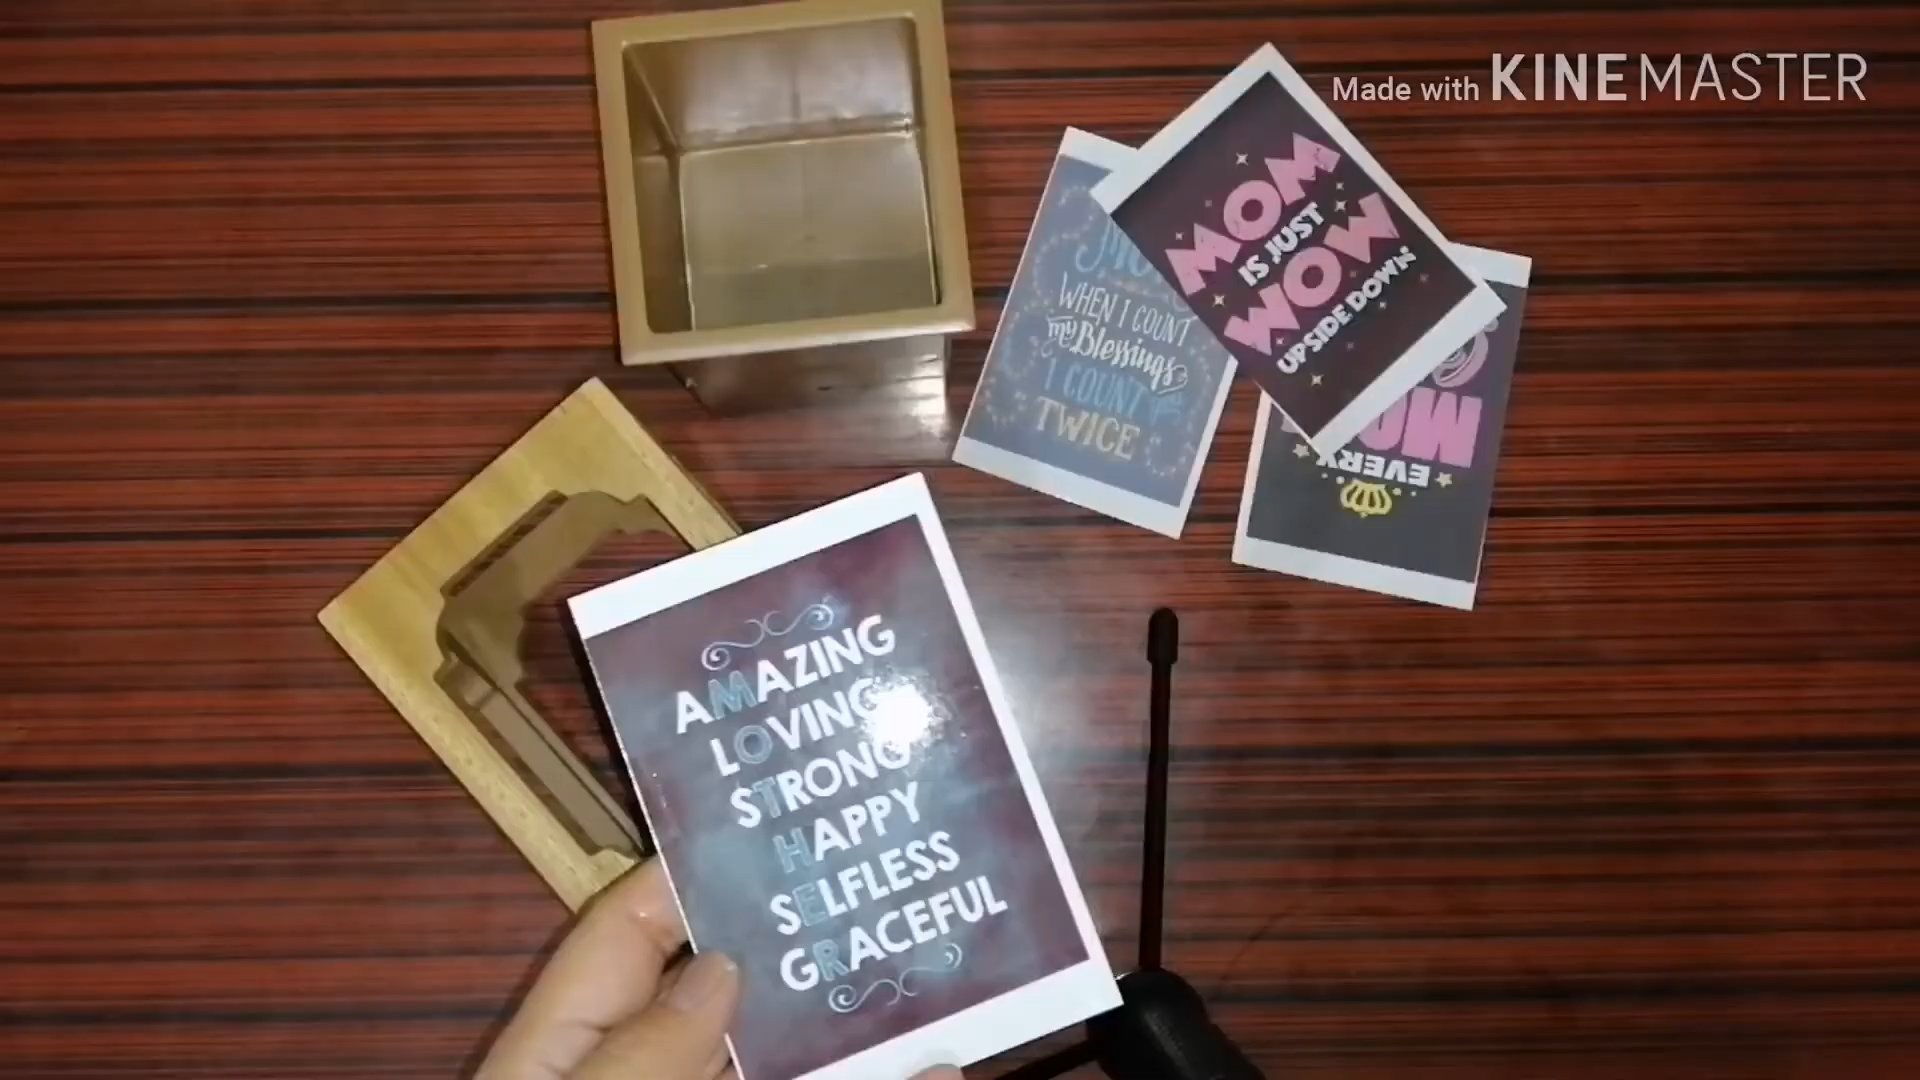 Made with KINEMASTER
MOM
IS JUST
WOW
UPSIDE DOWN
WHEN I COUNT
my Blessings
I COUNT
TWICE
EVERY
AMAZING
LOVING
STRONG
HAPPY
SELFLESS
GRACEFUL